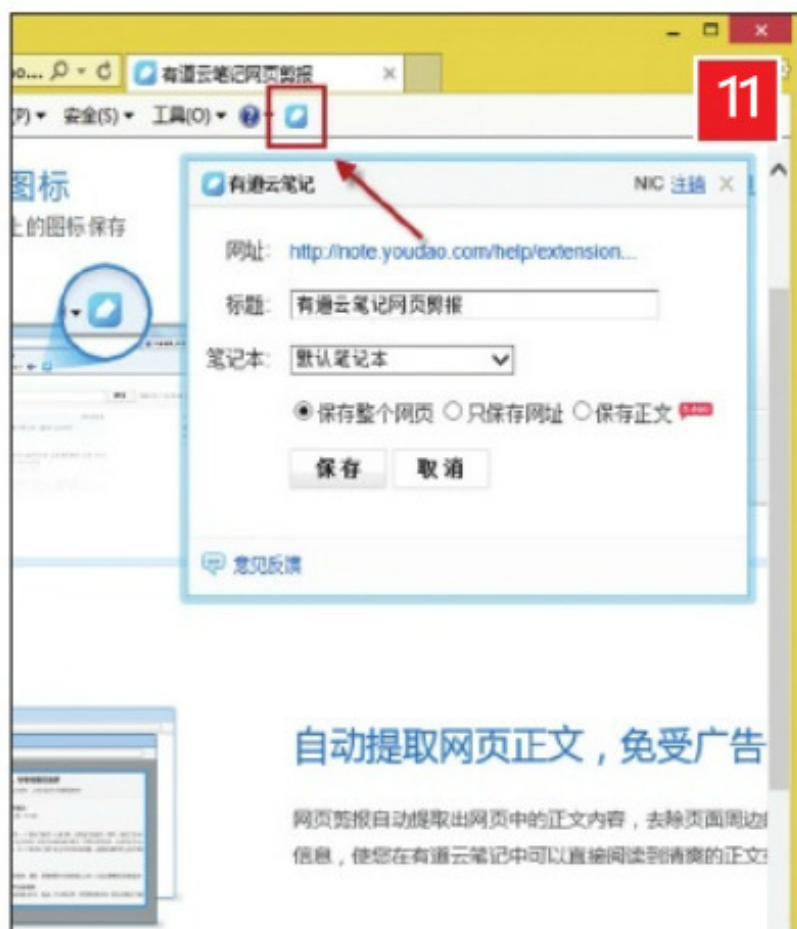 有道云笔记网页剪报
11
P) 安全(S) 工具(O)
图标
上的图标保存
有道云笔记 NIC 注销
网址: http://note.youdao.com/help/extension...
标题: 有道云笔记网页剪报
笔记本: 默认笔记本
保存整个网页 只保存网址 保存正文
保存 取消
意见反馈
自动提取网页正文，免受广告
网页剪报自动提取出网页中的正文内容，去除页面周边
信息，使您在有道云笔记中可以直接阅读到清爽的正文